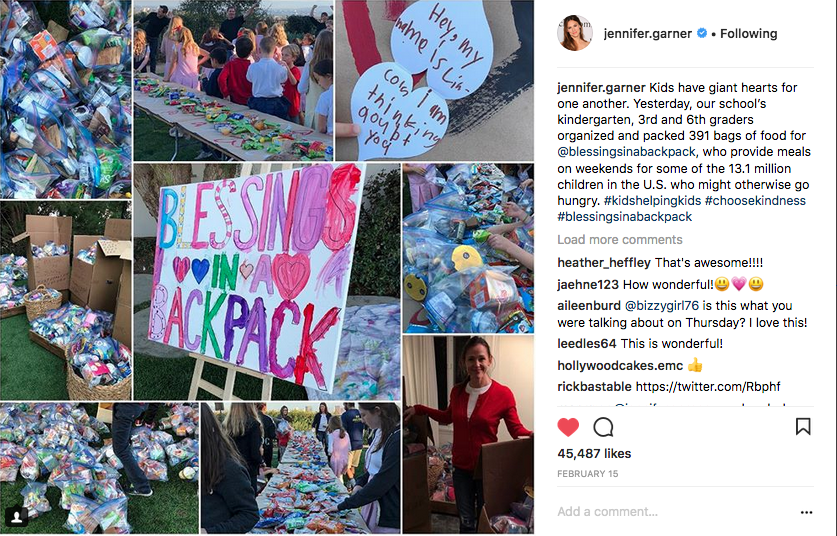 Hey, my
name is Lin-
coln, I am
thinking
about
you
BLESSINGS
IN A
BACKPACK
jennifer.garner • Following
jennifer.garner Kids have giant hearts for
one another. Yesterday, our school's
kindergarten, 3rd and 6th graders
organized and packed 391 bags of food for
@blessingsinabackpack, who provide meals
on weekends for some of the 13.1 million
children in the U.S. who might otherwise go
hungry. #kidshelpingkids #choosekindness
#blessingsinabackpack
Load more comments
heather_heffley That's awesome!!!!
jaehne123 How wonderful!😃💗😃
aileenburd @bizzygirl76 is this what you
were talking about on Thursday? I love this!
leedles64 This is wonderful!
hollywoodcakes.emc 👍
rickbastable https://twitter.com/Rbphf
45,487 likes
FEBRUARY 15
Add a comment...